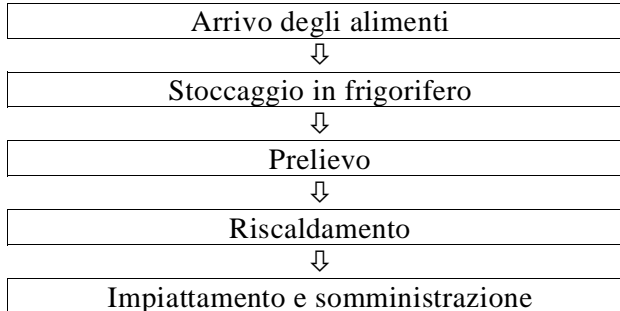 Arrivo degli alimenti
⇩
Stoccaggio in frigorifero
⇩
Prelievo
⇩
Riscaldamento
⇩
Impiattamento e somministrazione